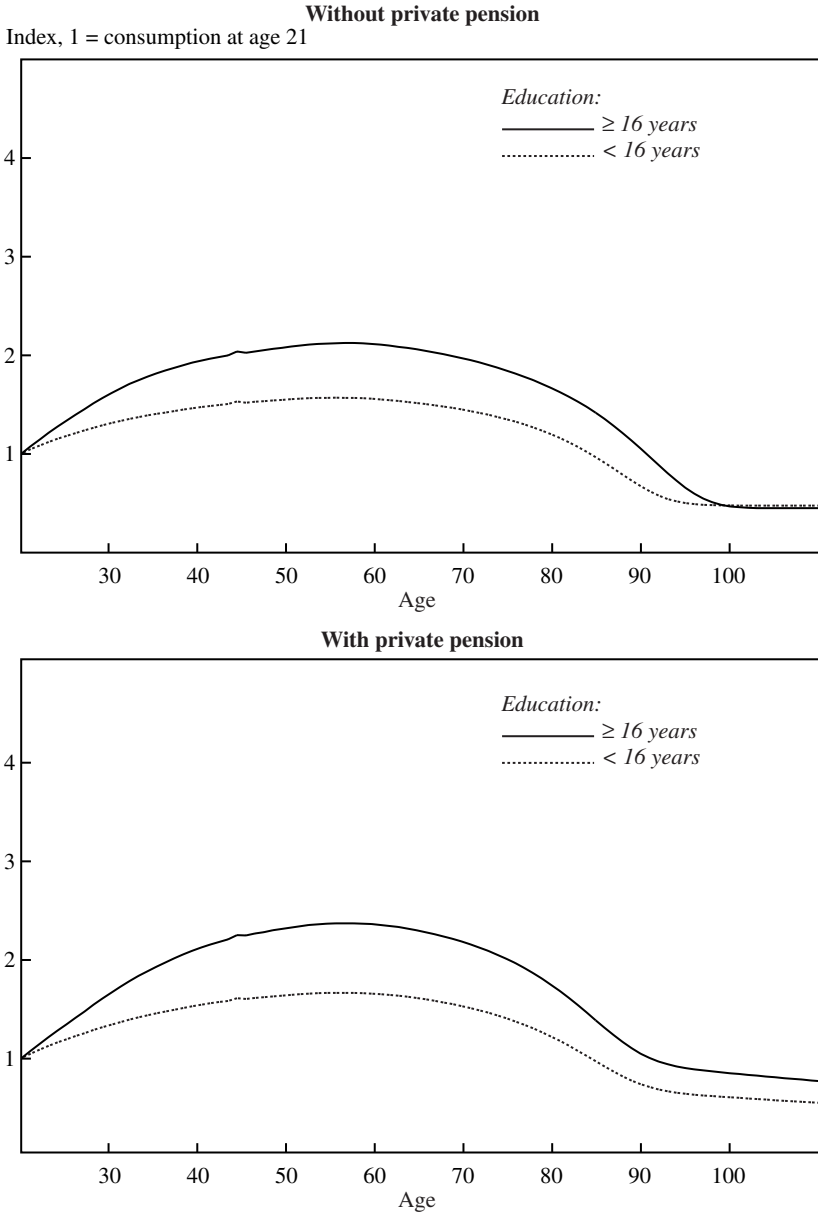 Without private pension
Index, 1 = consumption at age 21
Education:
≥ 16 years
< 16 years
4
3
2
1
30 40 50 60 70 80 90 100
Age
With private pension
Education:
≥ 16 years
< 16 years
4
3
2
1
30 40 50 60 70 80 90 100
Age